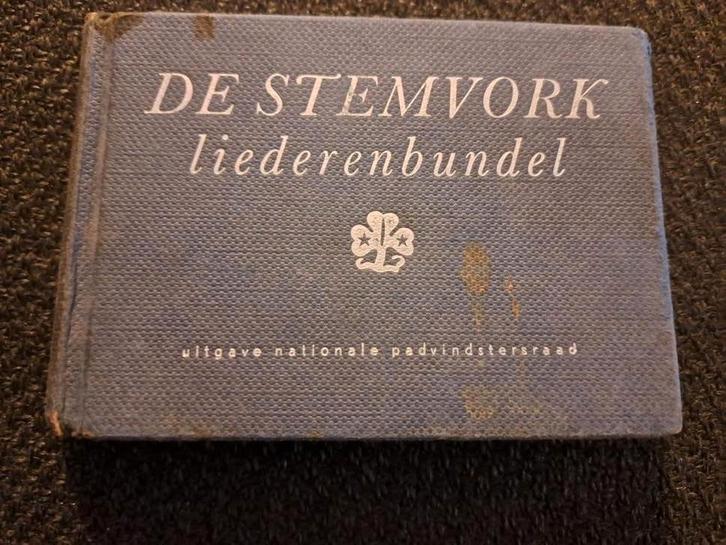 DE STEMVORK
liederenbundel
uitgave nationale padvindstersraad